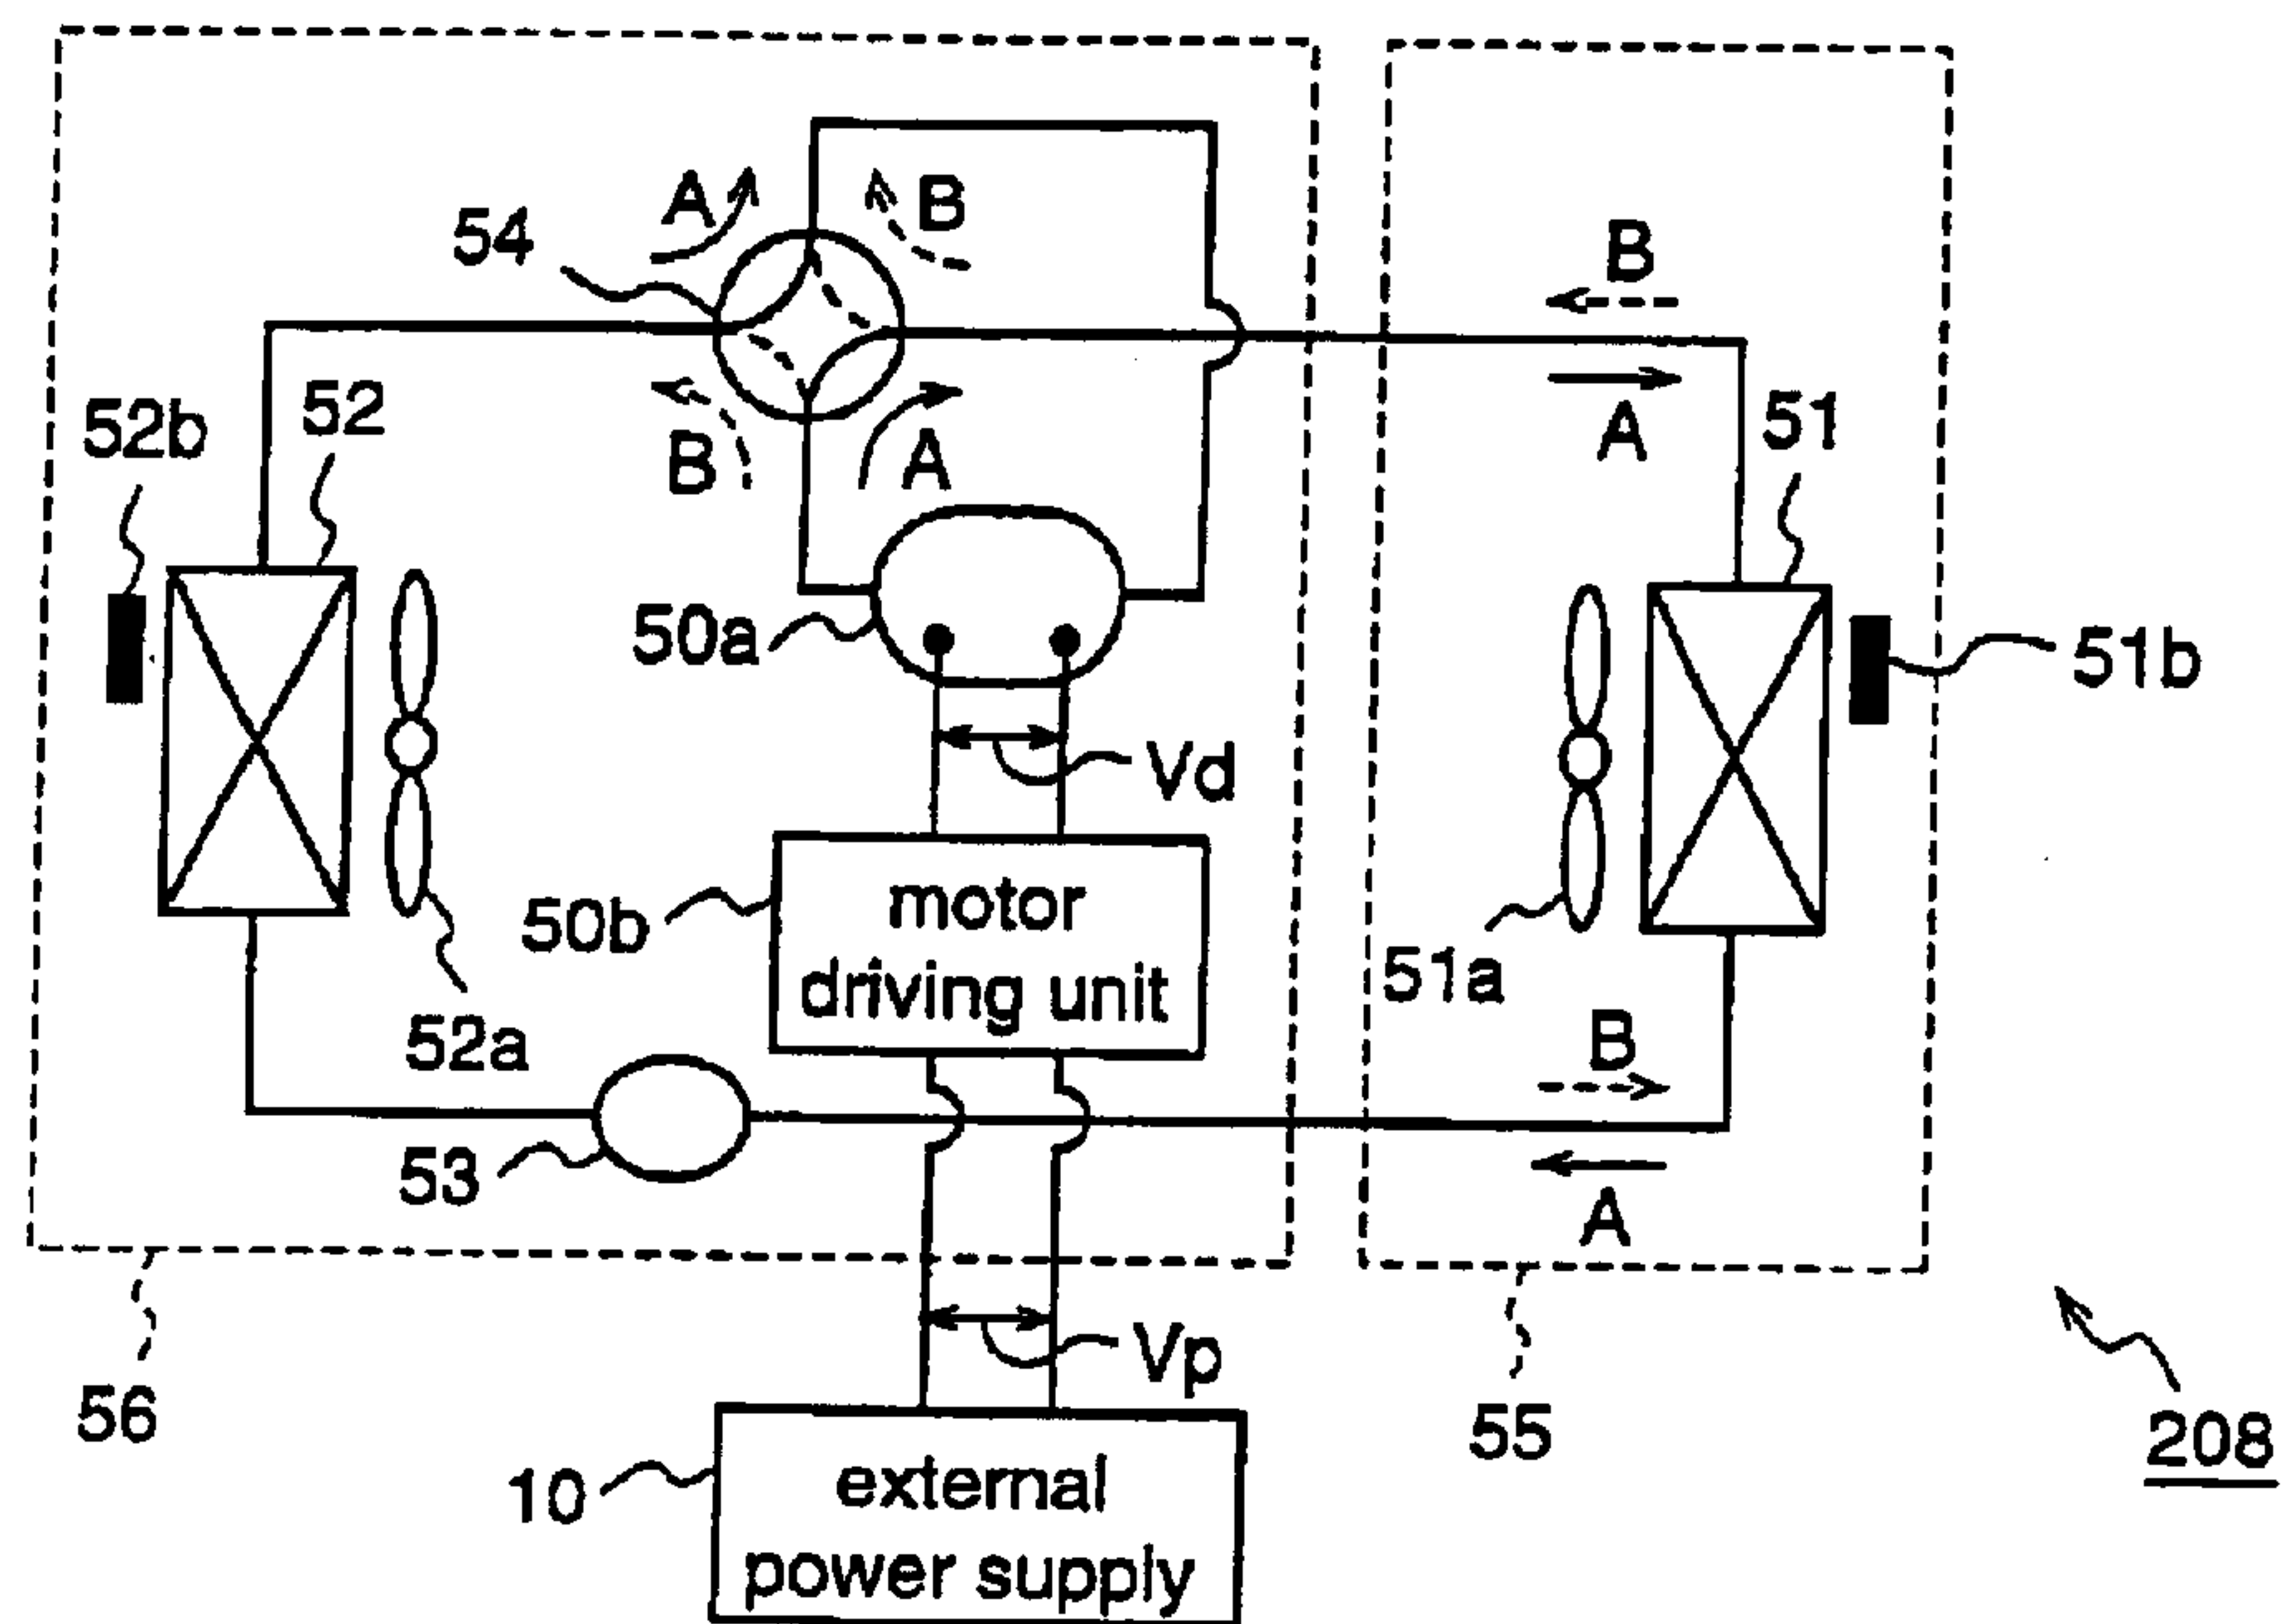 A
B
54
B
52b
52
B
A
A
51
50a
51b
Vd
50b
motor
driving unit
51a
52a
B
53
A
56
Vp
55
208
10
external
power supply